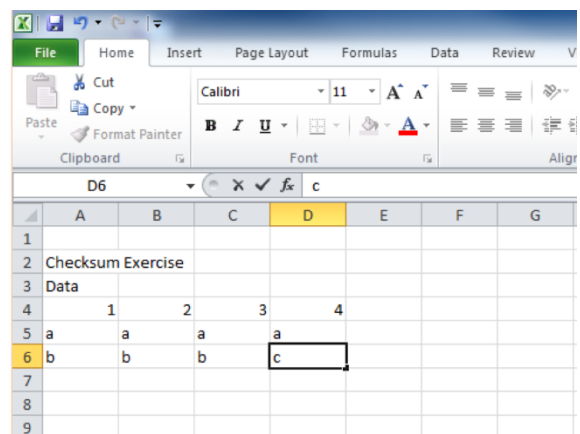 File Home Insert Page Layout Formulas Data Review V
Cut
Calibri 11 A A
Copy
Paste
Format Painter
B I U A
Clipboard Font Alig
D6 fx c
A B C D E F G
1
2 Checksum Exercise
3 Data
4 1 2 3 4
5 a a a a
6 b b b c
7
8
9